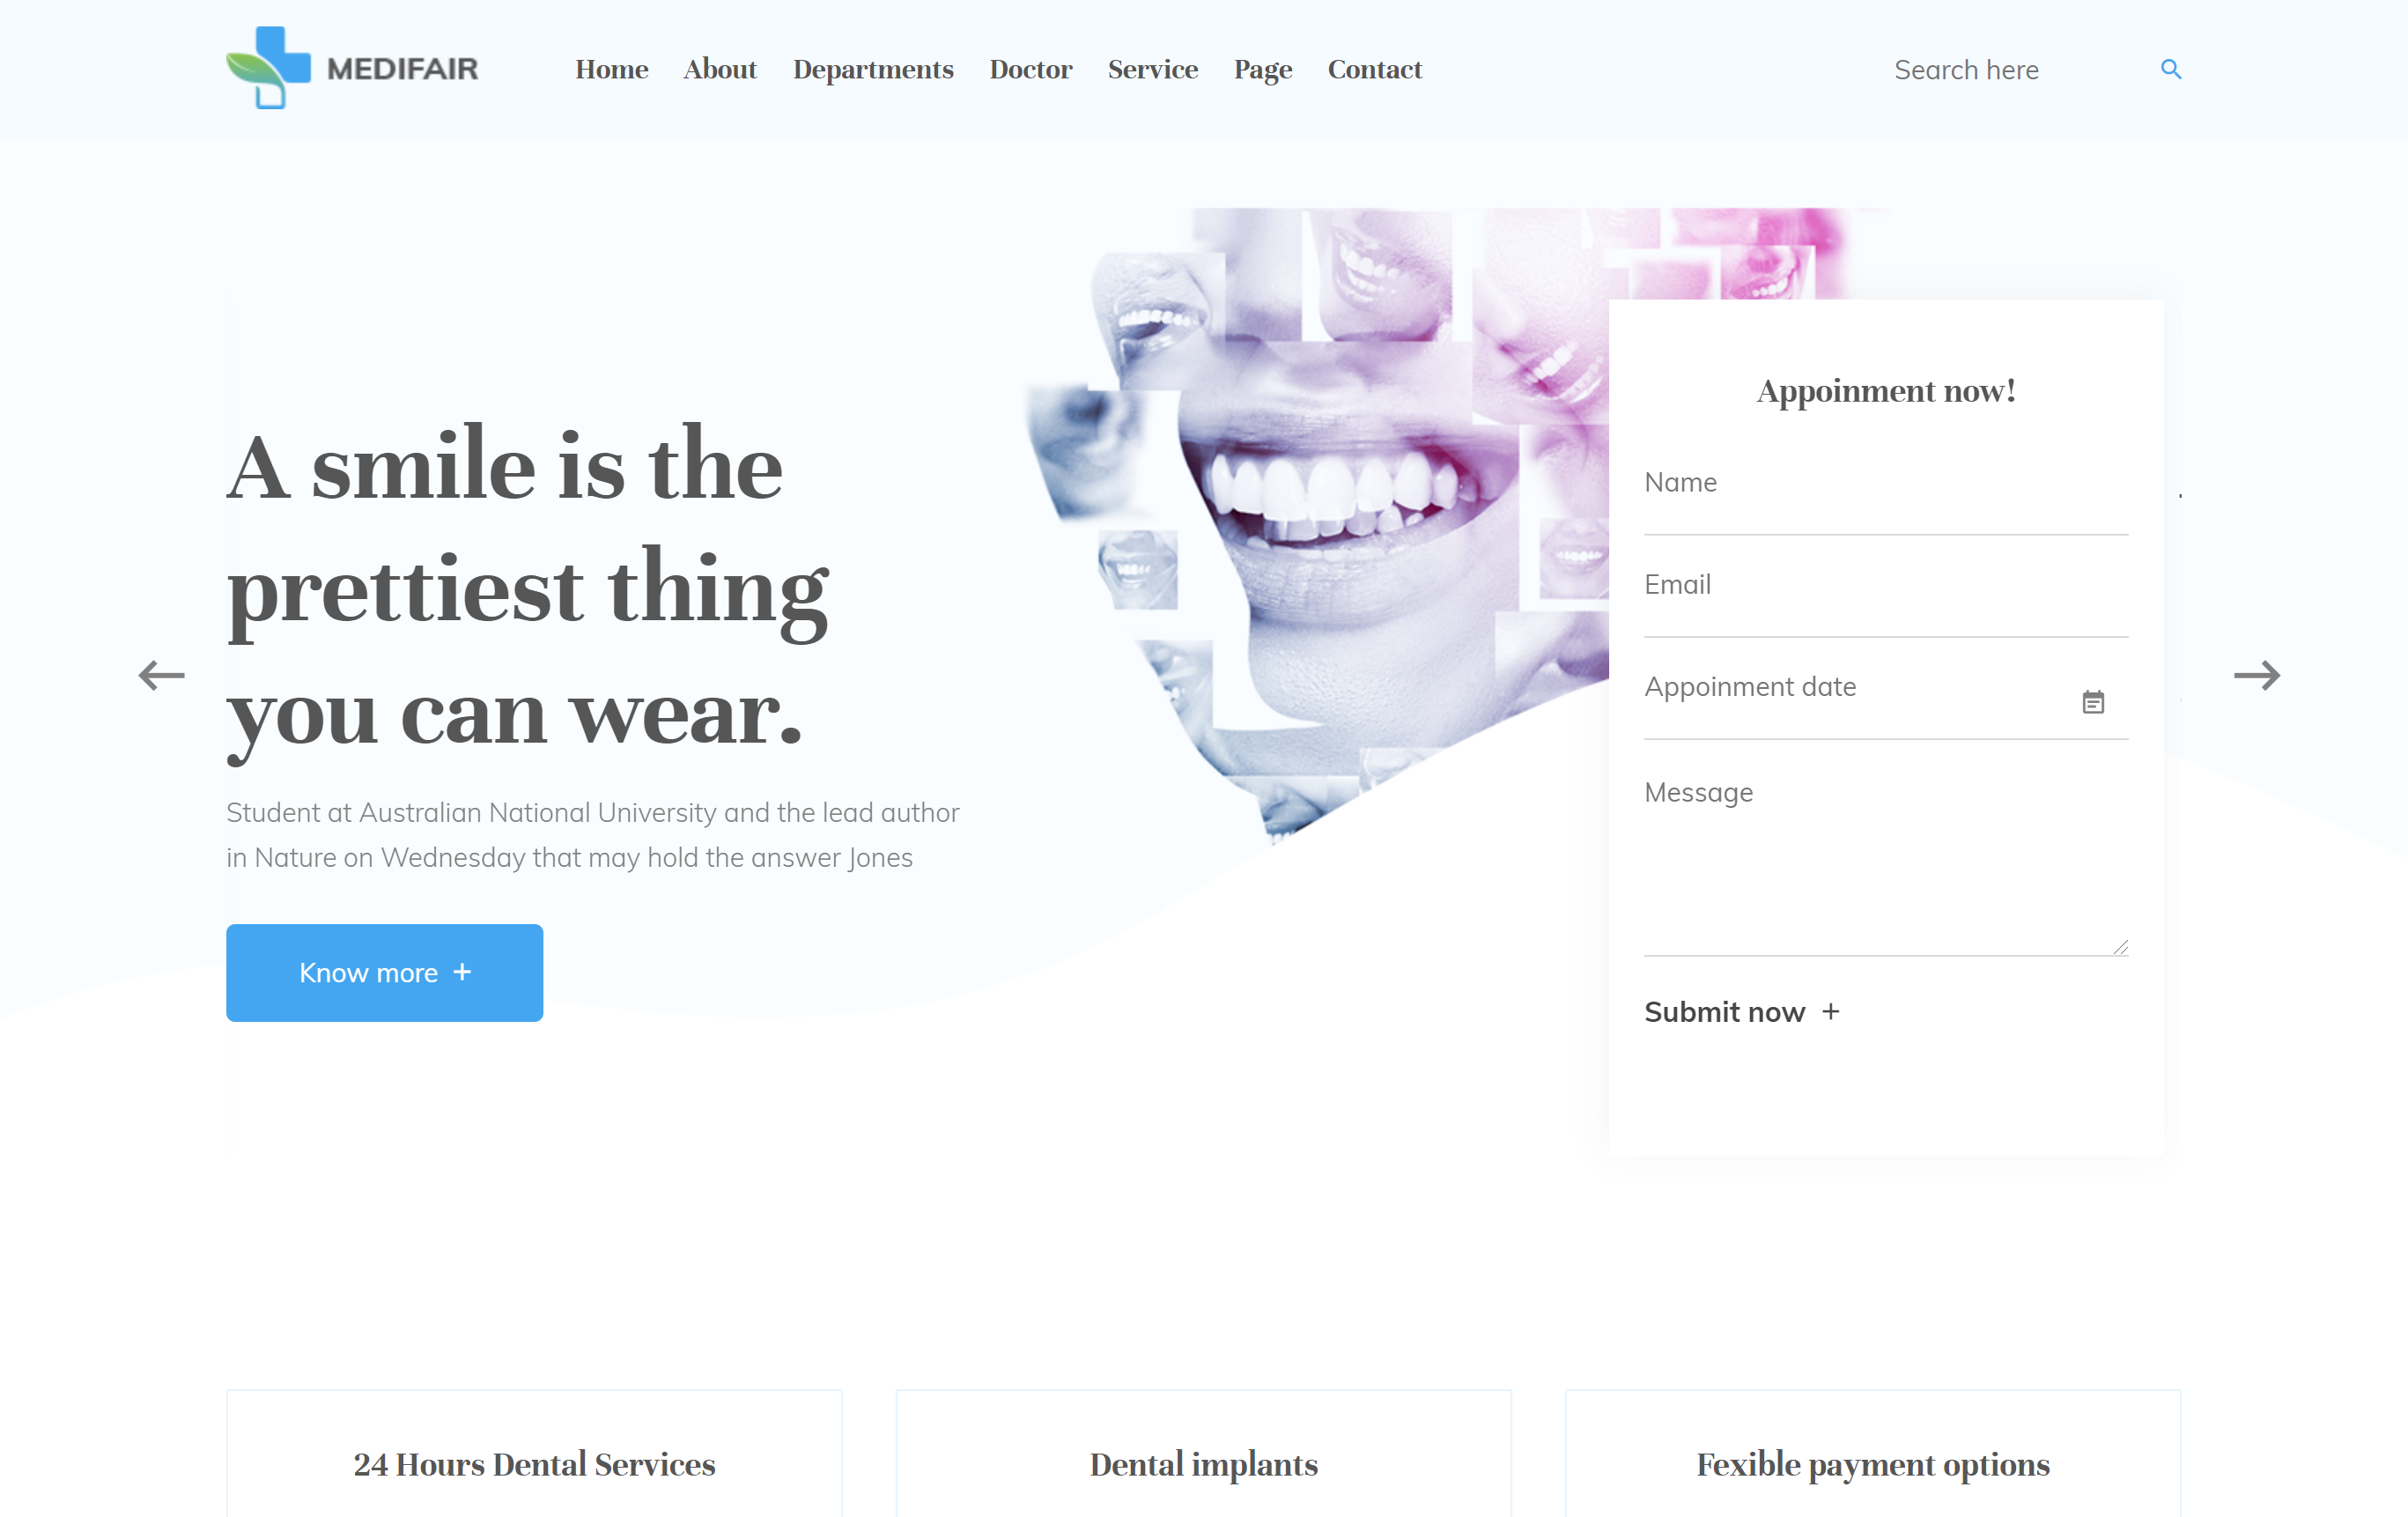 MEDIFAIR
Home About Departments Doctor Service Page Contact
Search here
A smile is the
prettiest thing
you can wear.
Student at Australian National University and the lead author
in Nature on Wednesday that may hold the answer Jones
Know more +
Appoinment now!
Name
Email
Appoinment date
Message
Submit now +
24 Hours Dental Services
Dental implants
Fexible payment options